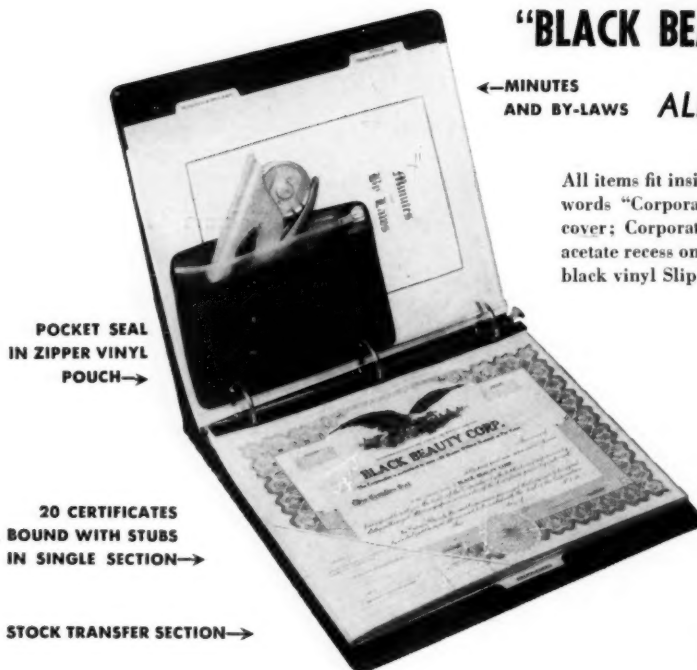 "BLACK BEA
←MINUTES
AND BY-LAWS
AL
All items fit insi
words "Corpora
cover; Corporat
acetate recess on
black vinyl Slip
Minutes
By Laws
POCKET SEAL
IN ZIPPER VINYL
POUCH→
BLACK BEAUTY CORP.
20 CERTIFICATES
BOUND WITH STUBS
IN SINGLE SECTION→
STOCK TRANSFER SECTION→